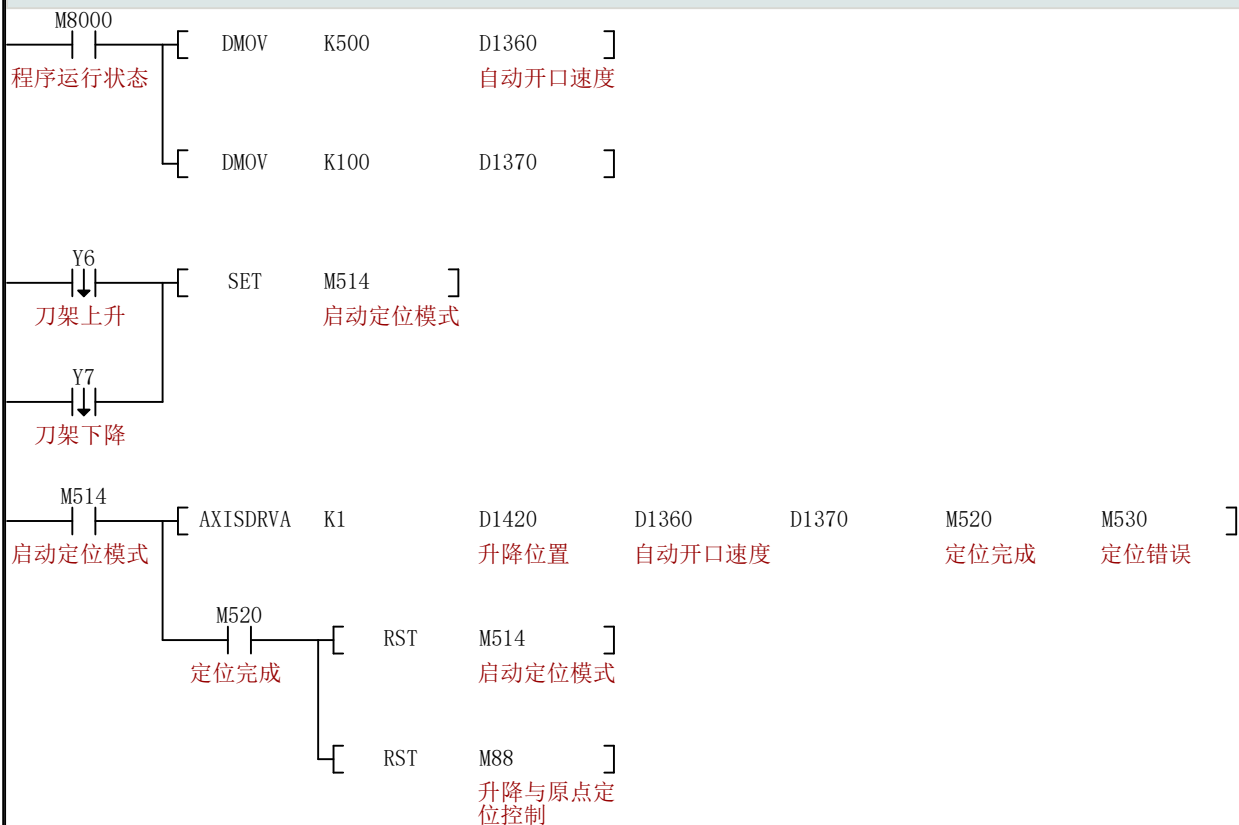 M8000
DMOV K500 D1360
程序运行状态 自动开口速度
DMOV K100 D1370
Y6
SET M514
刀架上升 启动定位模式
Y7
刀架下降
M514
AXISDRVA K1 D1420 D1360 D1370 M520 M530
启动定位模式 升降位置 自动开口速度 定位完成 定位错误
M520
RST M514
定位完成 启动定位模式
RST M88
升降与原点定
位控制